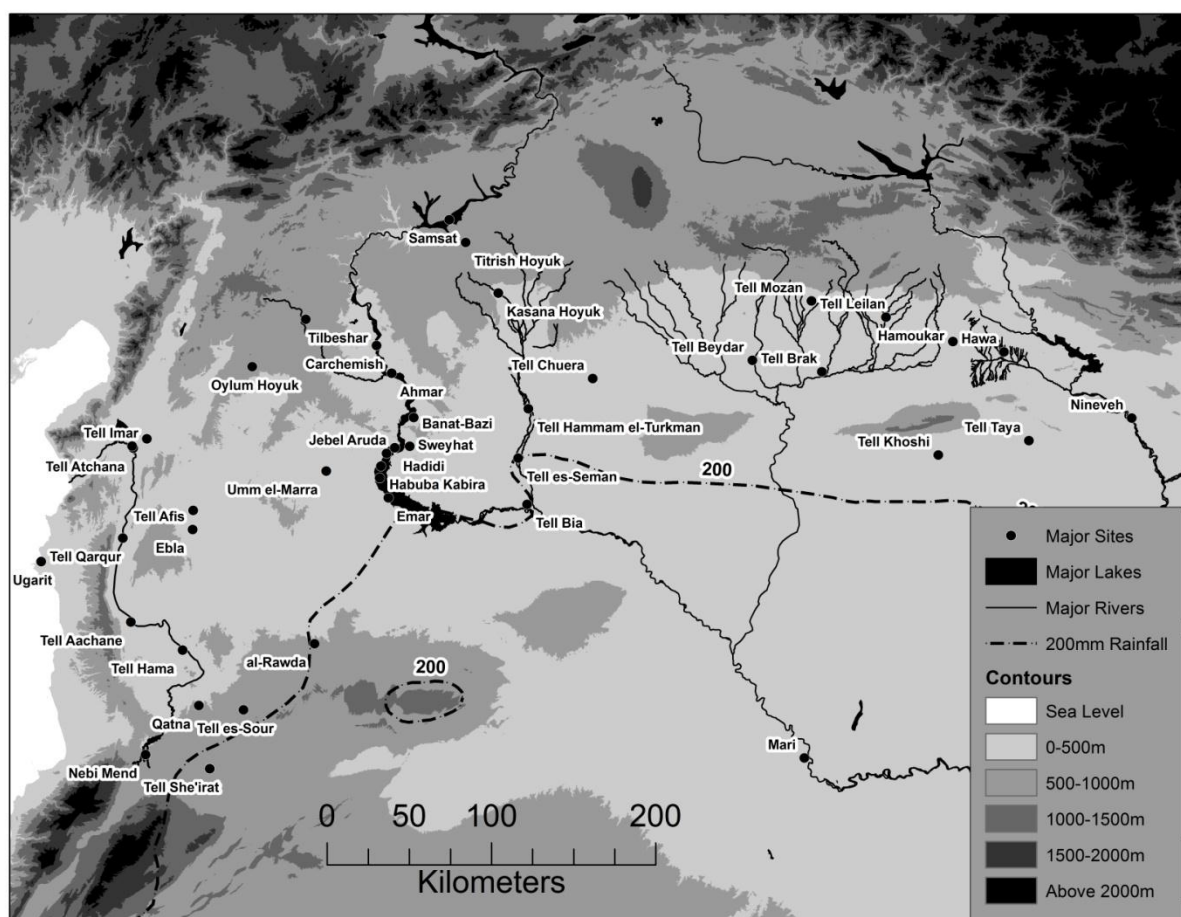 Samsat
Titrish Hoyuk
Kasana Hoyuk
Tell Mozan
Tell Leilan
Hamoukar
Hawa
Tilbeshar
Carchemish
Tell Chuera
Tell Beydar
Tell Brak
Oylum Hoyuk
Ahmar
Nineveh
Banat-Bazi
Tell Hammam el-Turkman
Tell Imar
Jebel Aruda
Sweyhat
Tell Khoshi
Tell Taya
Tell Atchana
Hadidi
Tell es-Seman
200
Umm el-Marra
Habuba Kabira
Tell Afis
Emar
Tell Bia
Ebla
Tell Qarqur
Ugarit
Tell Aachane
Tell Hama
al-Rawda
200
Qatna
Tell es-Sour
Mari
Nebi Mend
Tell She'irat
0 50 100 200
Kilometers
Major Sites
Major Lakes
Major Rivers
200mm Rainfall
Contours
Sea Level
0-500m
500-1000m
1000-1500m
1500-2000m
Above 2000m